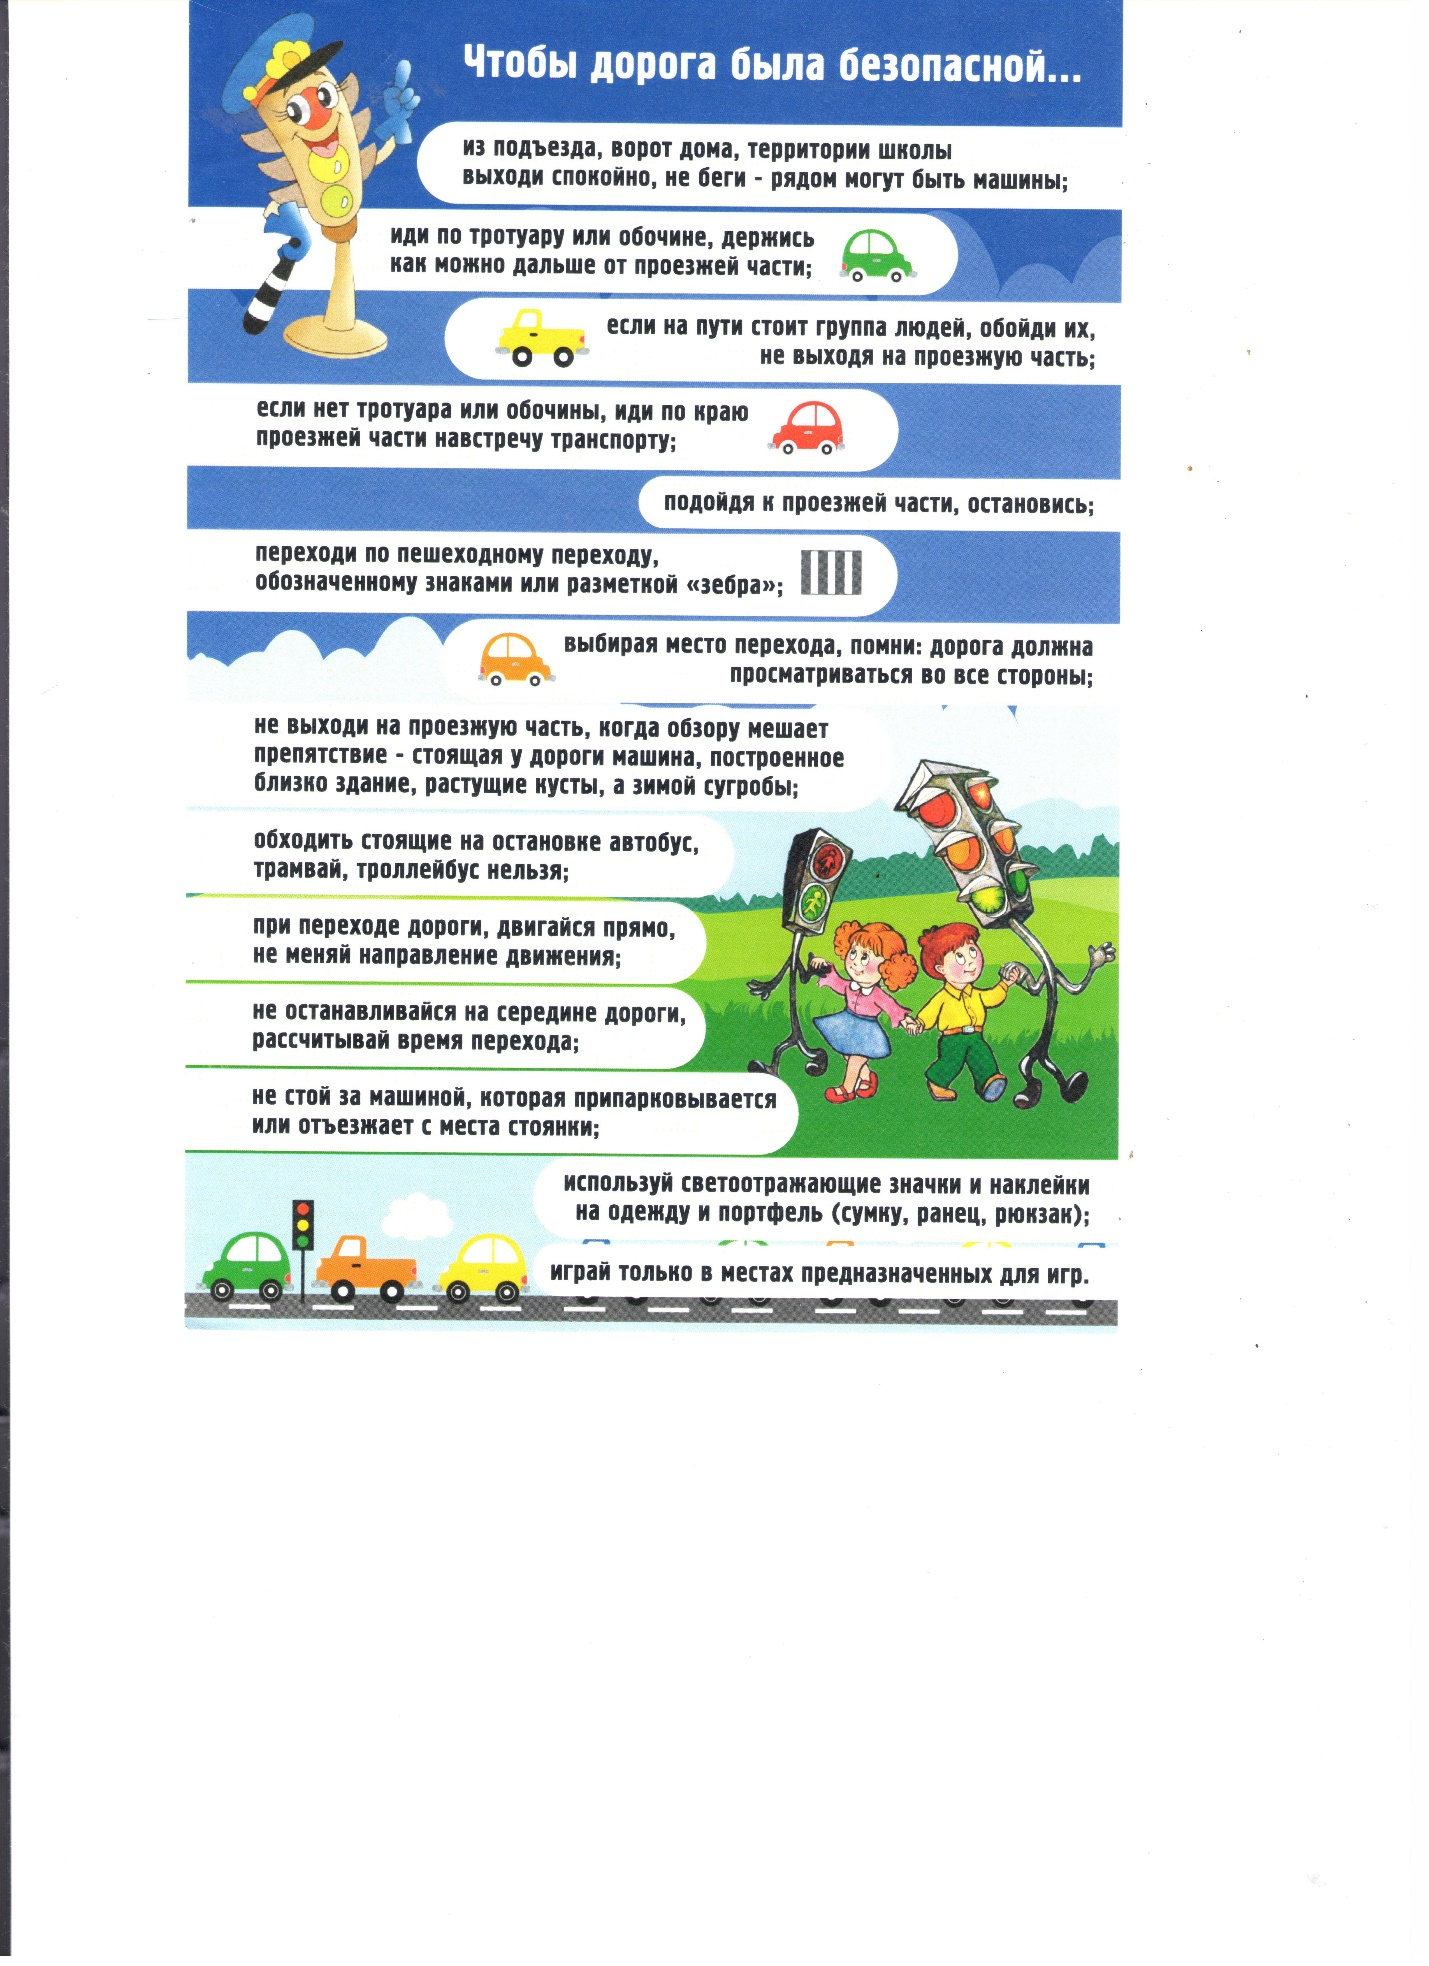 Чтобы дорога была безопасной...
из подъезда, ворот дома, территории школы
выходи спокойно, не беги - рядом могут быть машины;
иди по тротуару или обочине, держись
как можно дальше от проезжей части;
если на пути стоит группа людей, обойди их,
не выходя на проезжую часть;
если нет тротуара или обочины, иди по краю
проезжей части навстречу транспорту;
подойдя к проезжей части, остановись;
переходи по пешеходному переходу,
обозначенному знаками или разметкой «зебра»;
выбирая место перехода, помни: дорога должна
просматриваться во все стороны;
не выходи на проезжую часть, когда обзору мешает
препятствие - стоящая у дороги машина, построенное
близко здание, растущие кусты, а зимой сугробы;
обходить стоящие на остановке автобус,
трамвай, троллейбус нельзя;
при переходе дороги, двигайся прямо,
не меняй направление движения;
не останавливайся на середине дороги,
рассчитывай время перехода;
не стой за машиной, которая припарковывается
или отъезжает с места стоянки;
используй светоотражающие значки и наклейки
на одежду и портфель (сумку, ранец, рюкзак);
играй только в местах предназначенных для игр.